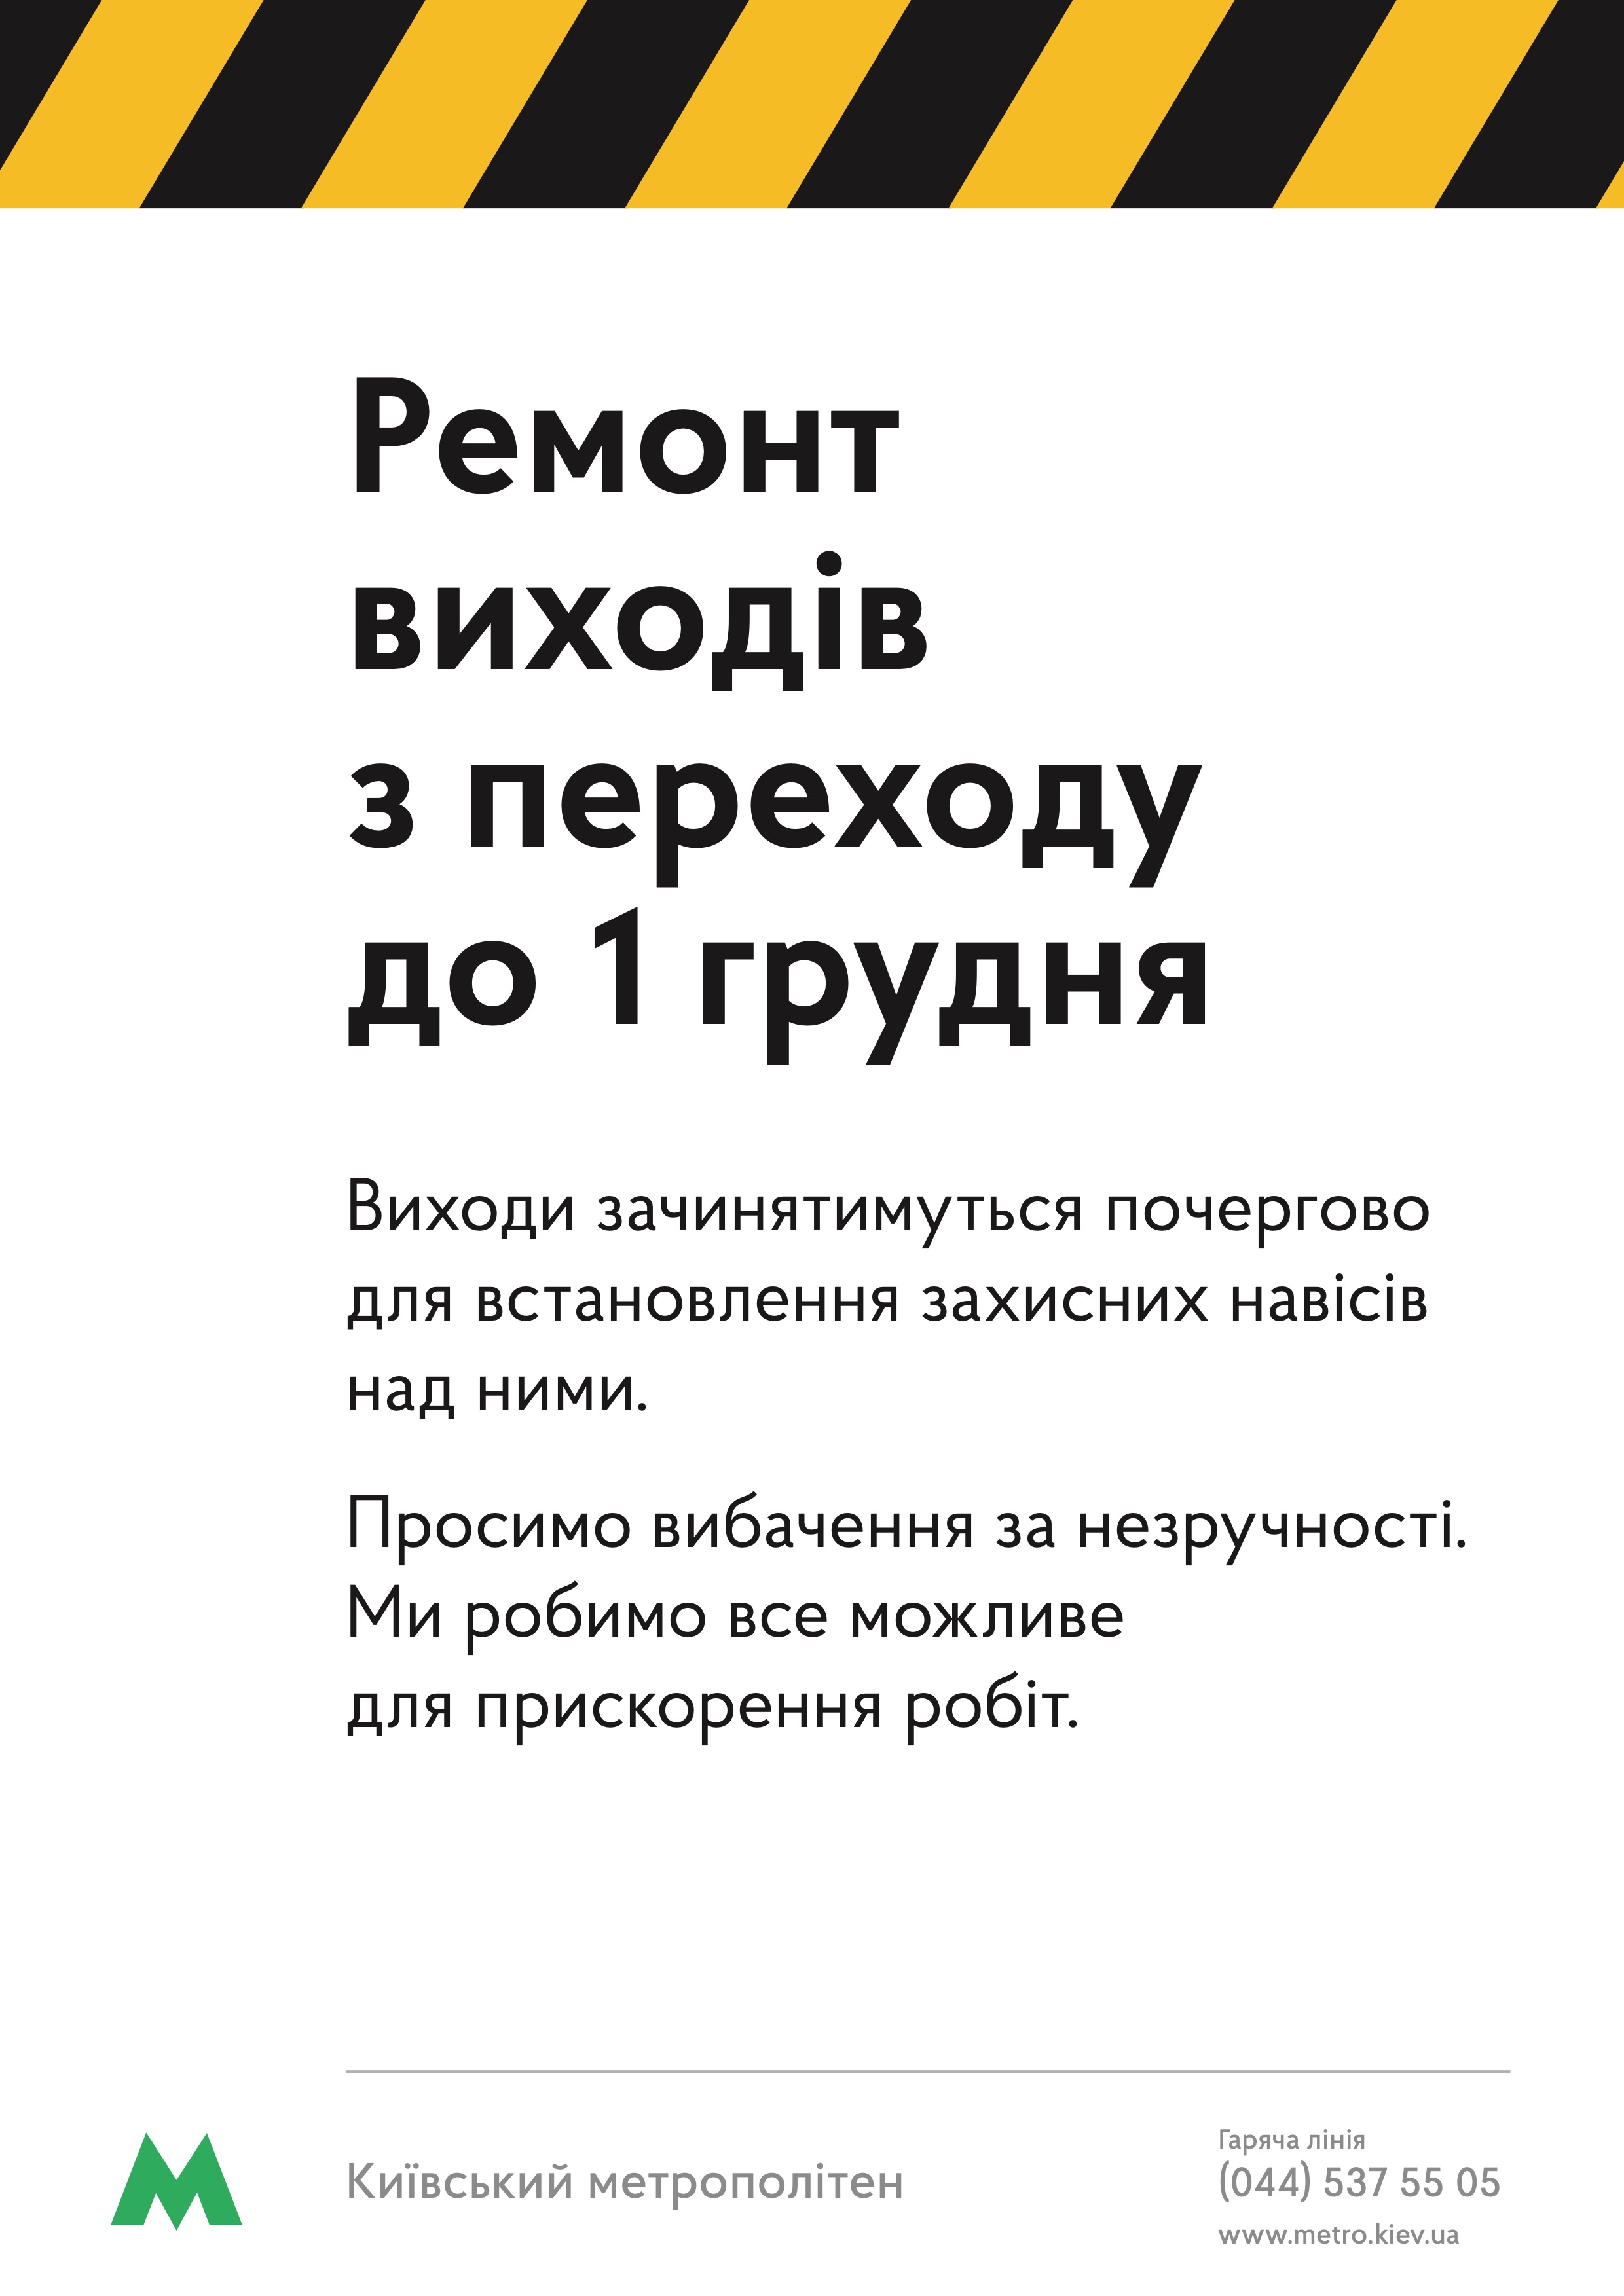 Ремонт
виходів
з переходу
до 1 грудня
Виходи зачинятимуться почергово
для встановлення захисних навісів
над ними.
Просимо вибачення за незручності.
Ми робимо все можливе
для прискорення робіт.
Київський метрополітен
Гаряча лінія
(044) 537 55 05
www.metro.kiev.ua